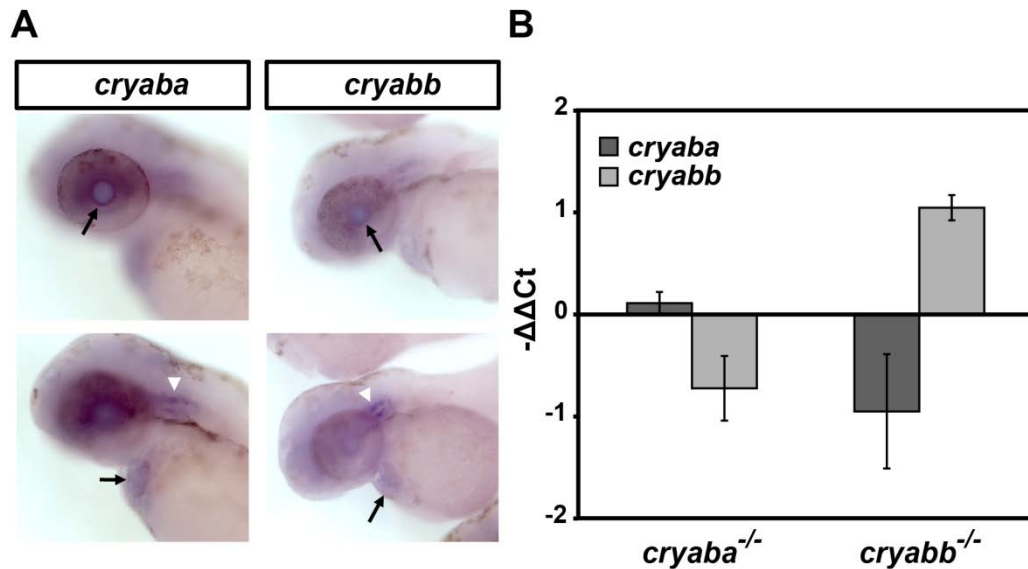 A
cryaba
cryabb
B
2
1
0
-1
-2
-ΔΔCt
cryaba
cryabb
cryaba-/-
cryabb-/-